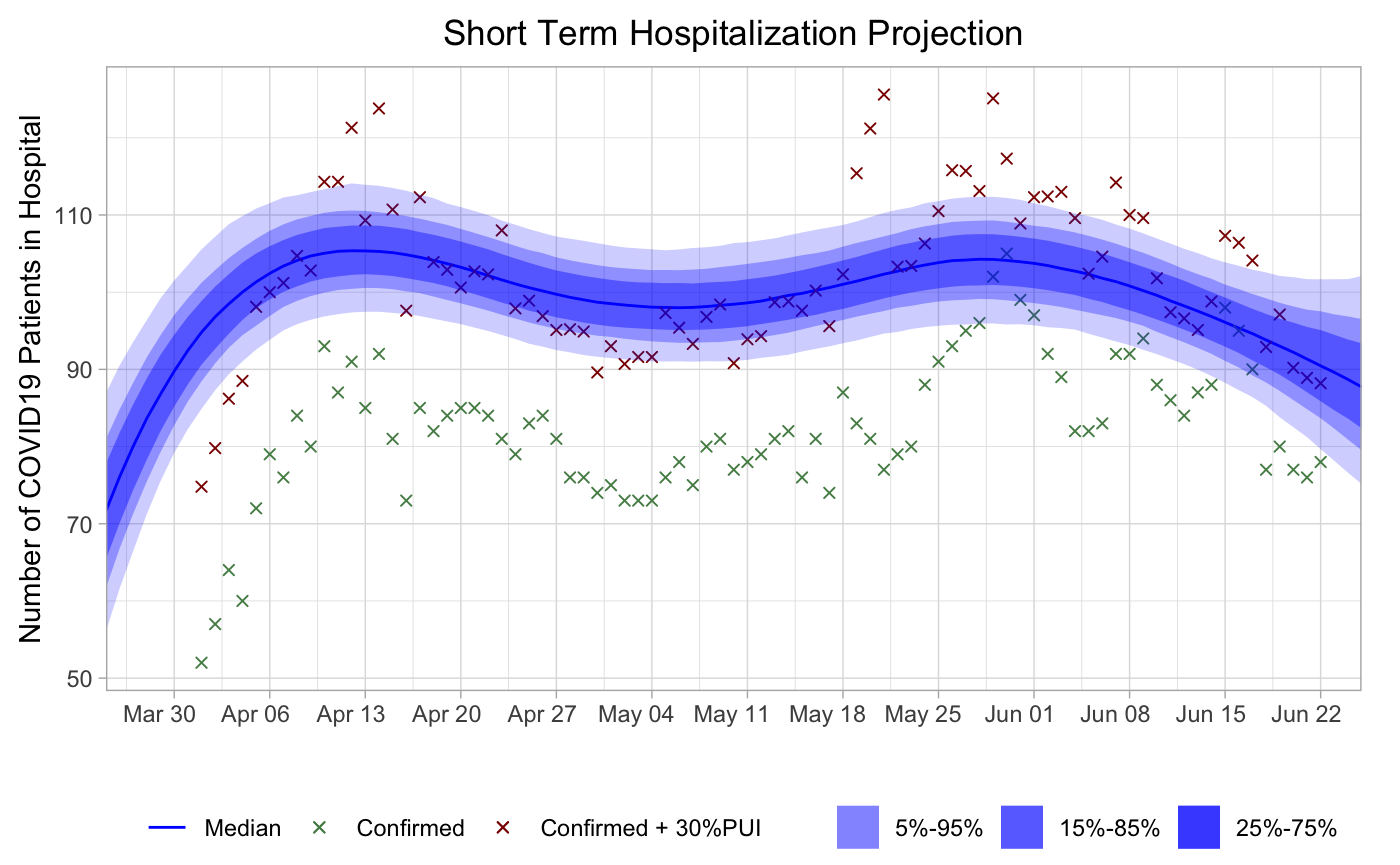 Short Term Hospitalization Projection
Number of COVID19 Patients in Hospital
110
90
70
50
Mar 30 Apr 06 Apr 13 Apr 20 Apr 27 May 04 May 11 May 18 May 25 Jun 01 Jun 08 Jun 15 Jun 22
Median Confirmed Confirmed + 30%PUI 5%-95% 15%-85% 25%-75%